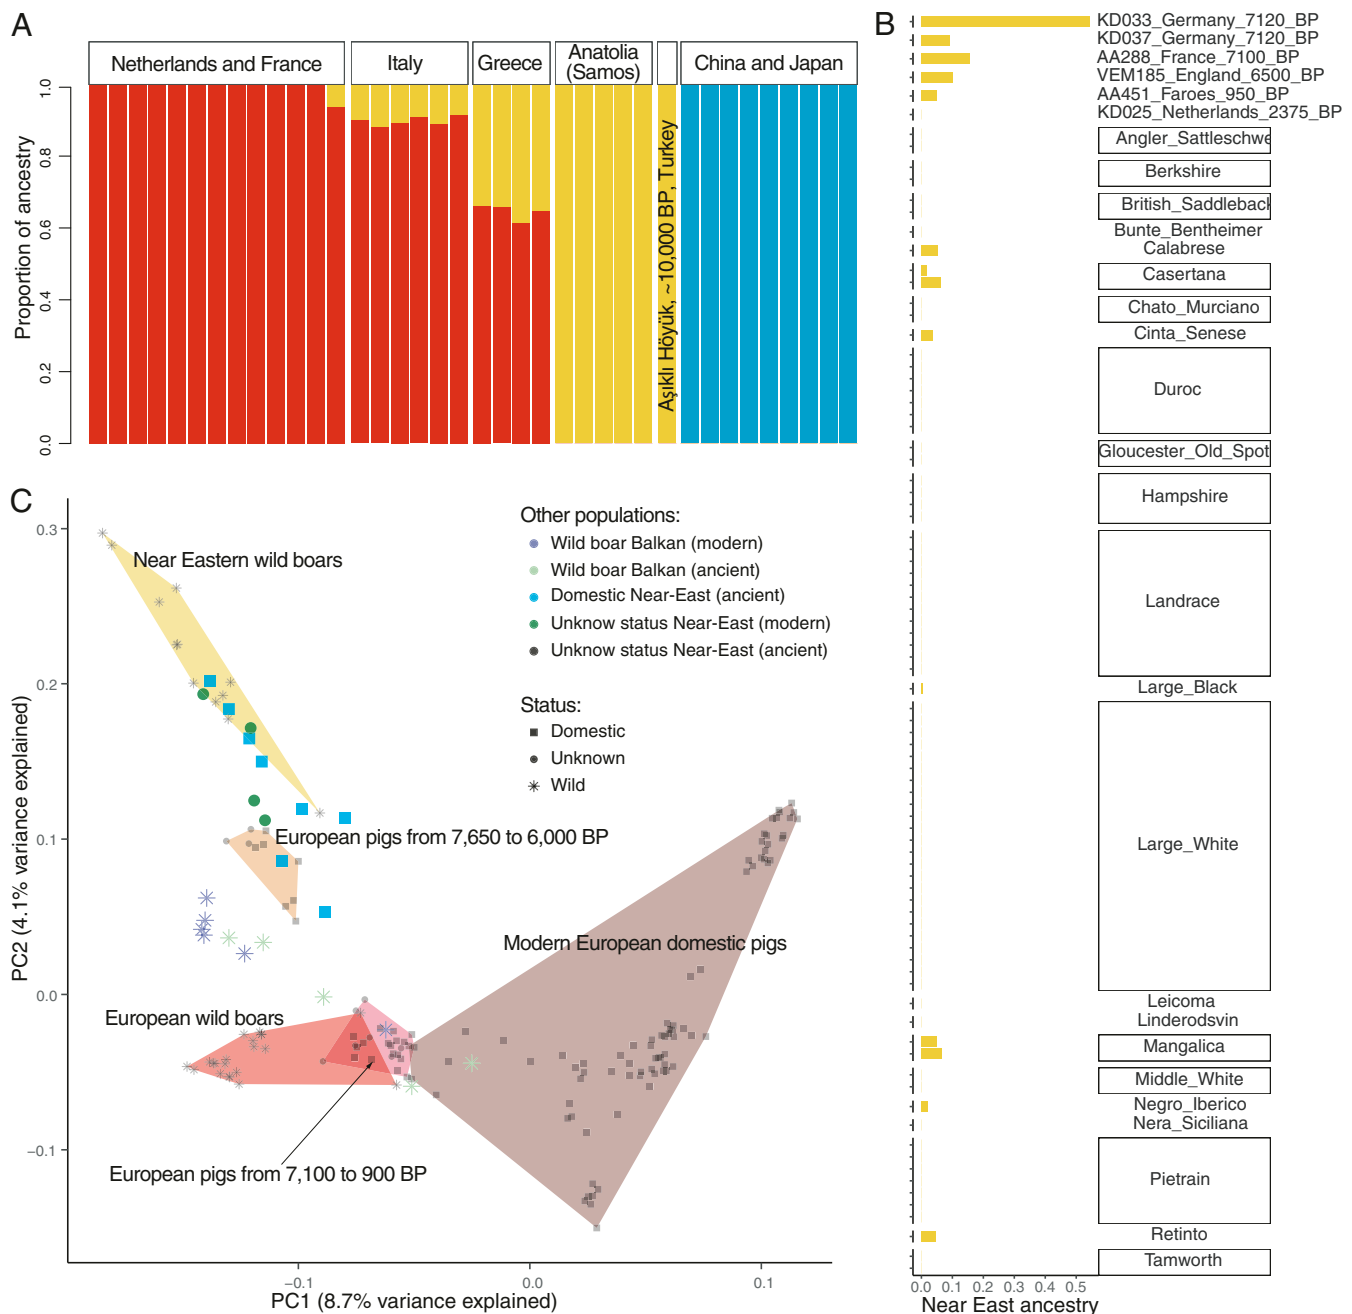 A
Netherlands and France
Italy
Greece
Anatolia
(Samos)
China and Japan
Proportion of ancestry
1.0
0.8
0.6
0.4
0.2
0.0
Aşıklı Höyük, ~10,000 BP, Turkey
B
KD033_Germany_7120_BP
KD037_Germany_7120_BP
AA288_France_7100_BP
VEM185_England_6500_BP
AA451_Faroes_950_BP
KD025_Netherlands_2375_BP
Angler_Sattleschwe
Berkshire
British_Saddleback
Bunte_Bentheimer
Calabrese
Casertana
Chato_Murciano
Cinta_Senese
Duroc
Gloucester_Old_Spot
Hampshire
Landrace
Large_Black
Large_White
Leicoma
Linderodsvin
Mangalica
Middle_White
Negro_Iberico
Nera_Siciliana
Pietrain
Retinto
Tamworth
0.0 0.1 0.2 0.3 0.4 0.5
Near East ancestry
C
PC2 (4.1% variance explained)
0.3
0.2
0.1
0.0
−0.1
Near Eastern wild boars
Other populations:
Wild boar Balkan (modern)
Wild boar Balkan (ancient)
Domestic Near-East (ancient)
Unknow status Near-East (modern)
Unknow status Near-East (ancient)
Status:
Domestic
Unknown
Wild
European pigs from 7,650 to 6,000 BP
Modern European domestic pigs
European wild boars
European pigs from 7,100 to 900 BP
−0.1 0.0 0.1
PC1 (8.7% variance explained)